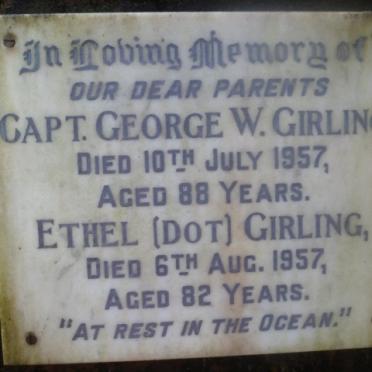 In Loving Memory of
OUR DEAR PARENTS
CAPT. GEORGE W. GIRLING
DIED 10TH JULY 1957,
AGED 88 YEARS.
ETHEL (DOT) GIRLING,
DIED 6TH AUG. 1957,
AGED 82 YEARS.
"AT REST IN THE OCEAN."